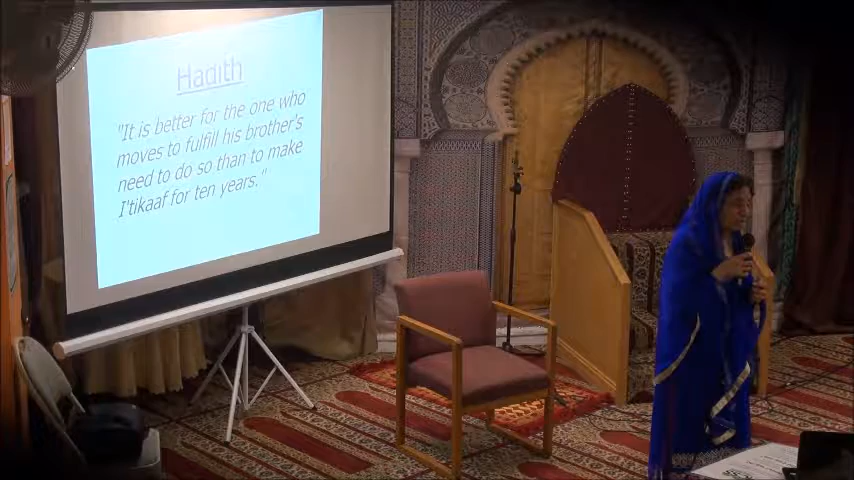 Hadith
"It is better for the one who
moves to fulfill his brother's
need to do so than to make
I'tikaaf for ten years."